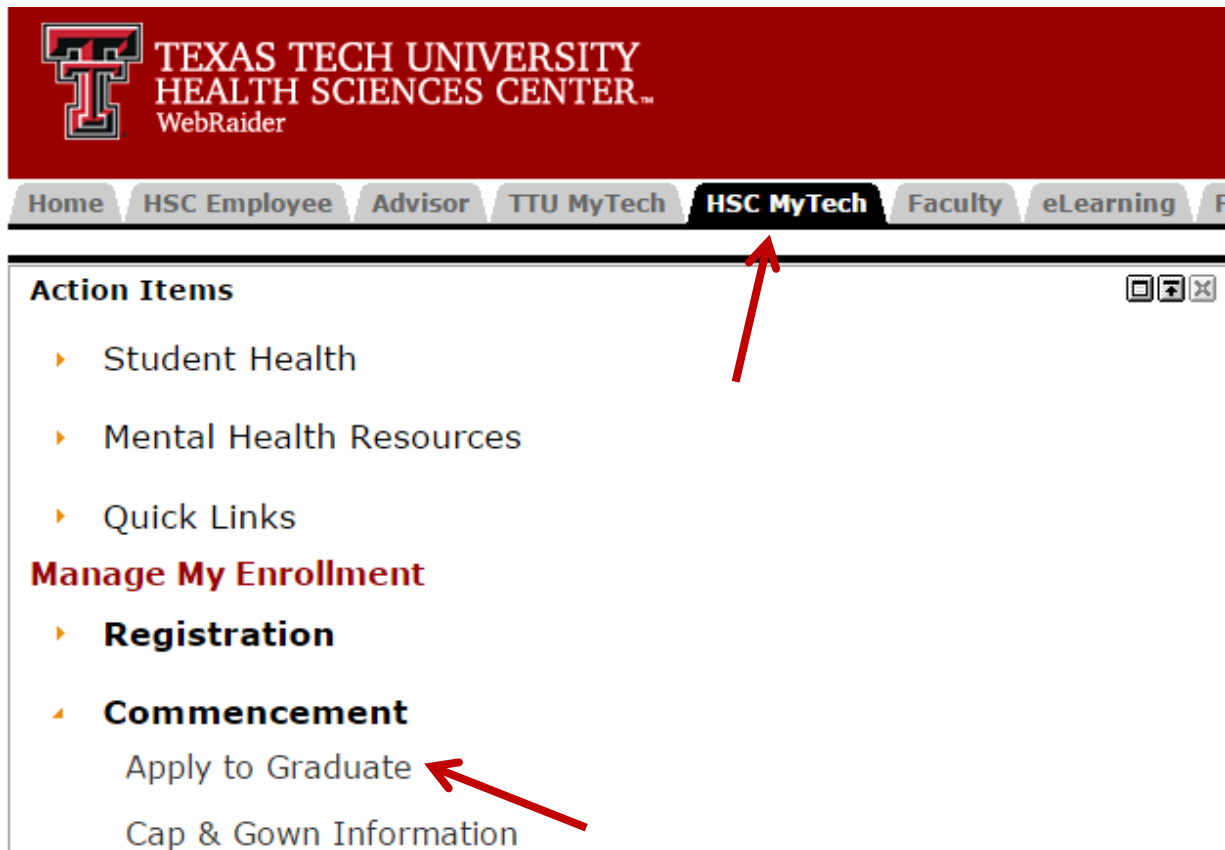 TEXAS TECH UNIVERSITY
HEALTH SCIENCES CENTER™
WebRaider
Home HSC Employee Advisor TTU MyTech HSC MyTech Faculty eLearning F
Action Items
Student Health
Mental Health Resources
Quick Links
Manage My Enrollment
Registration
Commencement
Apply to Graduate
Cap & Gown Information